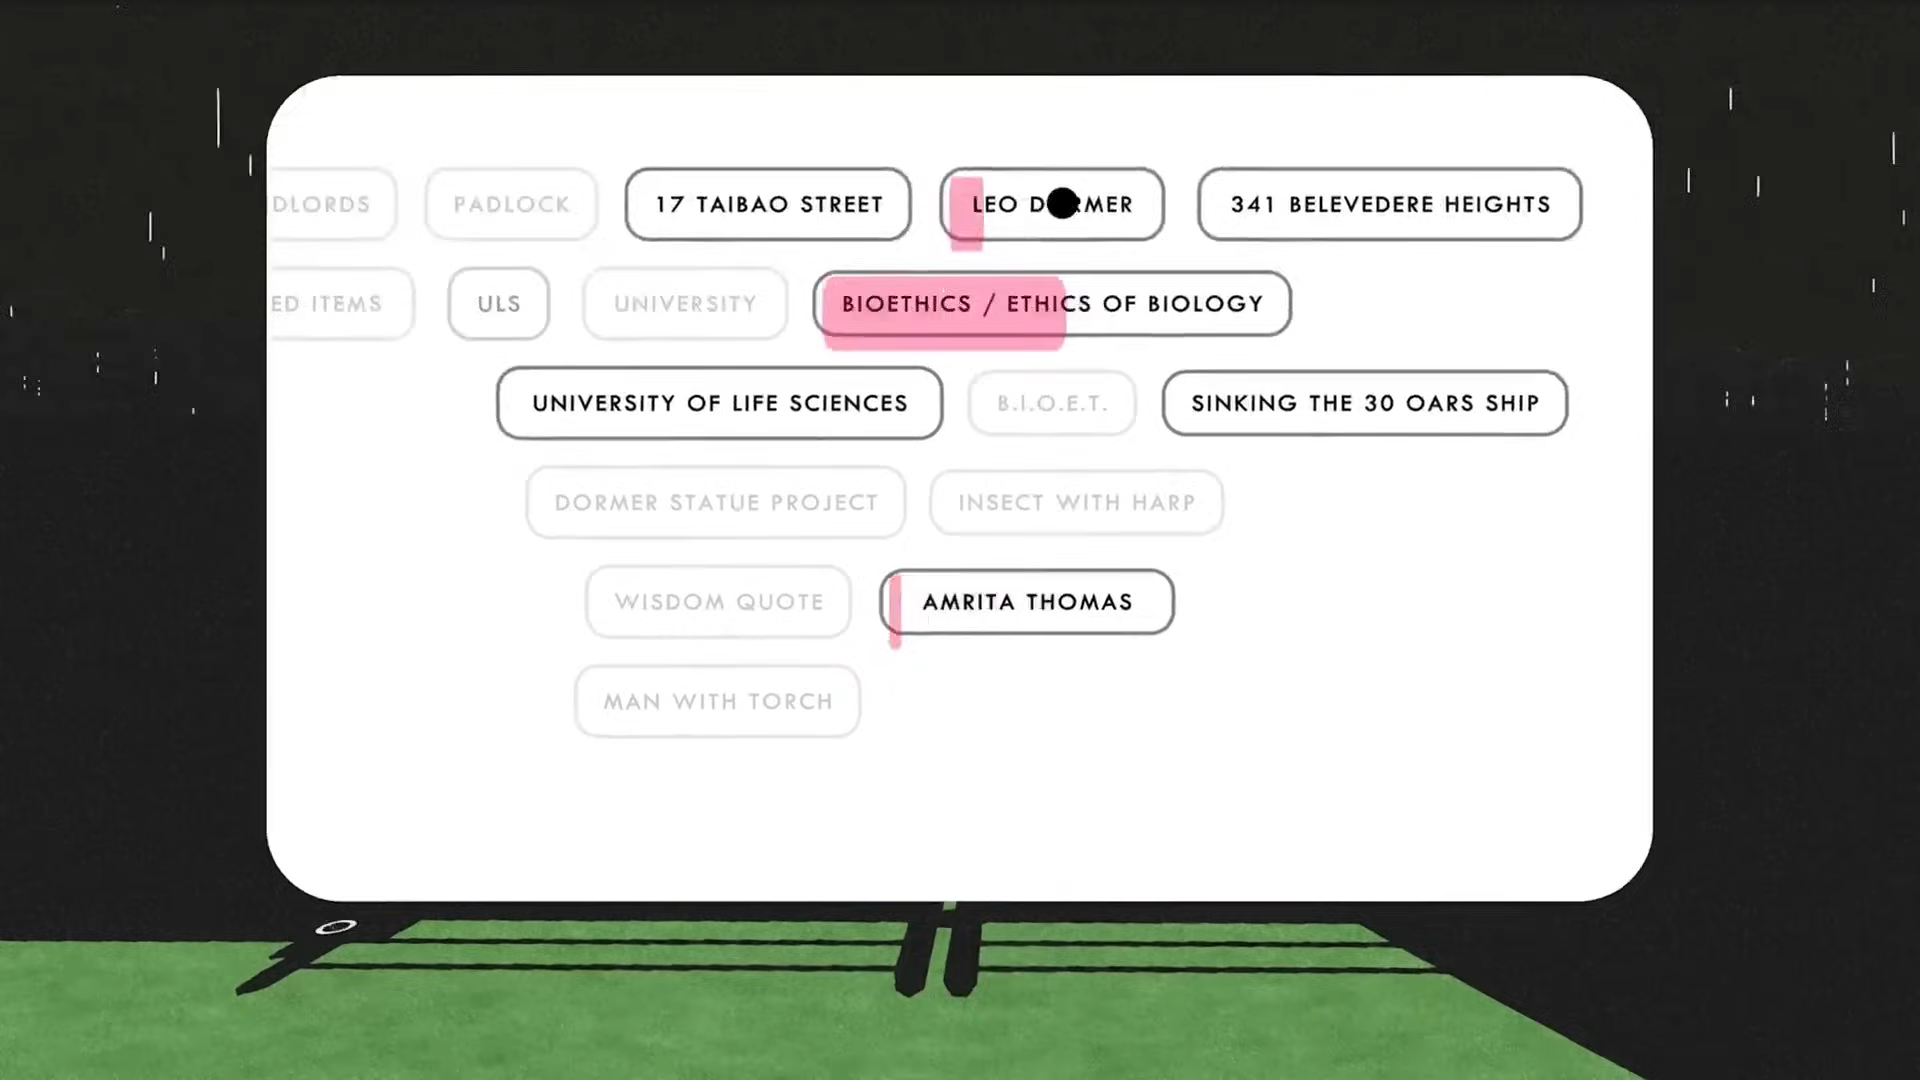 DLORDS PADLOCK 17 TAIBAO STREET LEO 341 BELEVEDERE HEIGHTS
ED ITEMS ULS UNIVERSITY BIOETHICS / ETHICS OF BIOLOGY
UNIVERSITY OF LIFE SCIENCES B.I.O.E.T. SINKING THE 30 OARS SHIP
DORMER STATUE PROJECT INSECT WITH HARP
WISDOM QUOTE AMRITA THOMAS
MAN WITH TORCH